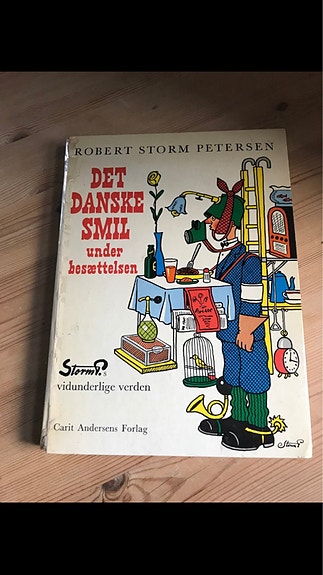 ROBERT STORM PETERSEN
DET
DANSKE
SMIL
under
besættelsen
Storm P.s
vidunderlige verden
Carit Andersens Forlag
Storm P.